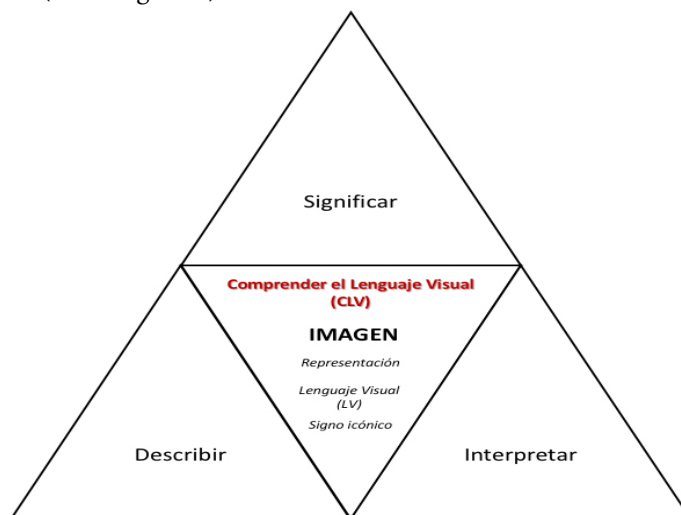 Significar
Comprender el Lenguaje Visual
(CLV)
IMAGEN
Representación
Lenguaje Visual
(LV)
Signo icónico
Describir
Interpretar